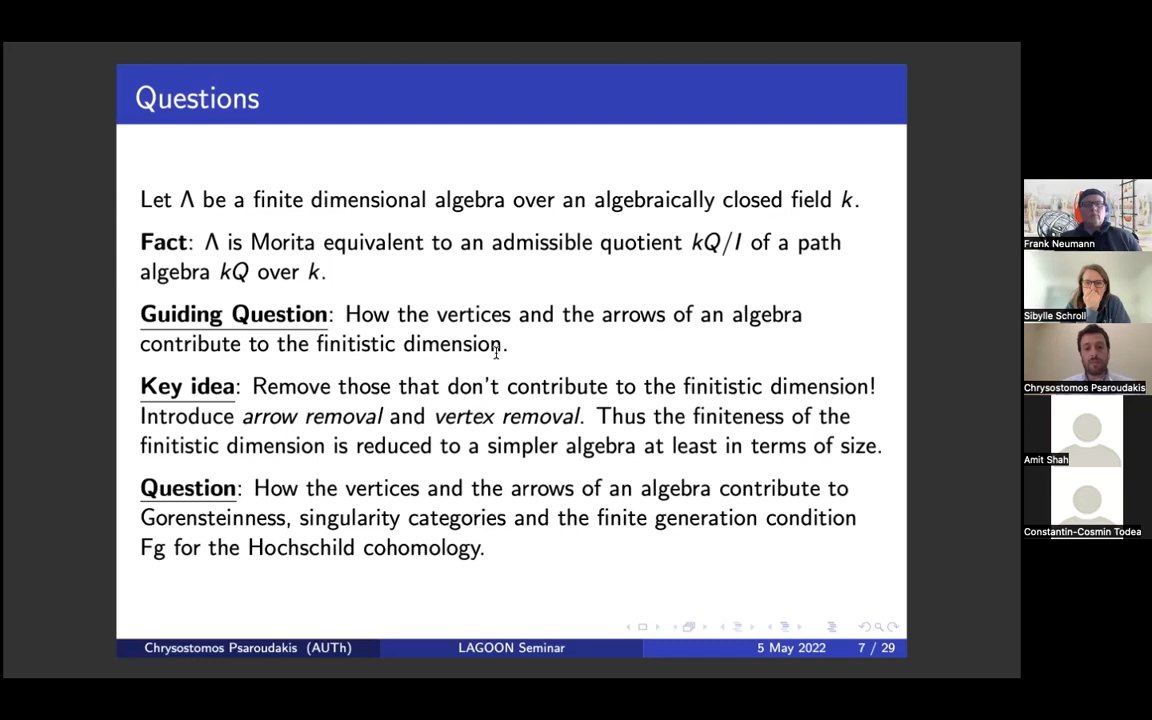 Questions
Let Λ be a finite dimensional algebra over an algebraically closed field k.
Fact: Λ is Morita equivalent to an admissible quotient kQ/I of a path
algebra kQ over k.
Guiding Question: How the vertices and the arrows of an algebra
contribute to the finitistic dimension.
Key idea: Remove those that don't contribute to the finitistic dimension!
Introduce arrow removal and vertex removal. Thus the finiteness of the
finitistic dimension is reduced to a simpler algebra at least in terms of size.
Question: How the vertices and the arrows of an algebra contribute to
Gorensteinness, singularity categories and the finite generation condition
Fg for the Hochschild cohomology.
Chrysostomos Psaroudakis (AUTh) LAGOON Seminar 5 May 2022 7 / 29
Frank Neumann
Sibylle Schroll
Chrysostomos Psaroudakis
Amit Shah
Constantin-Cosmin Todea